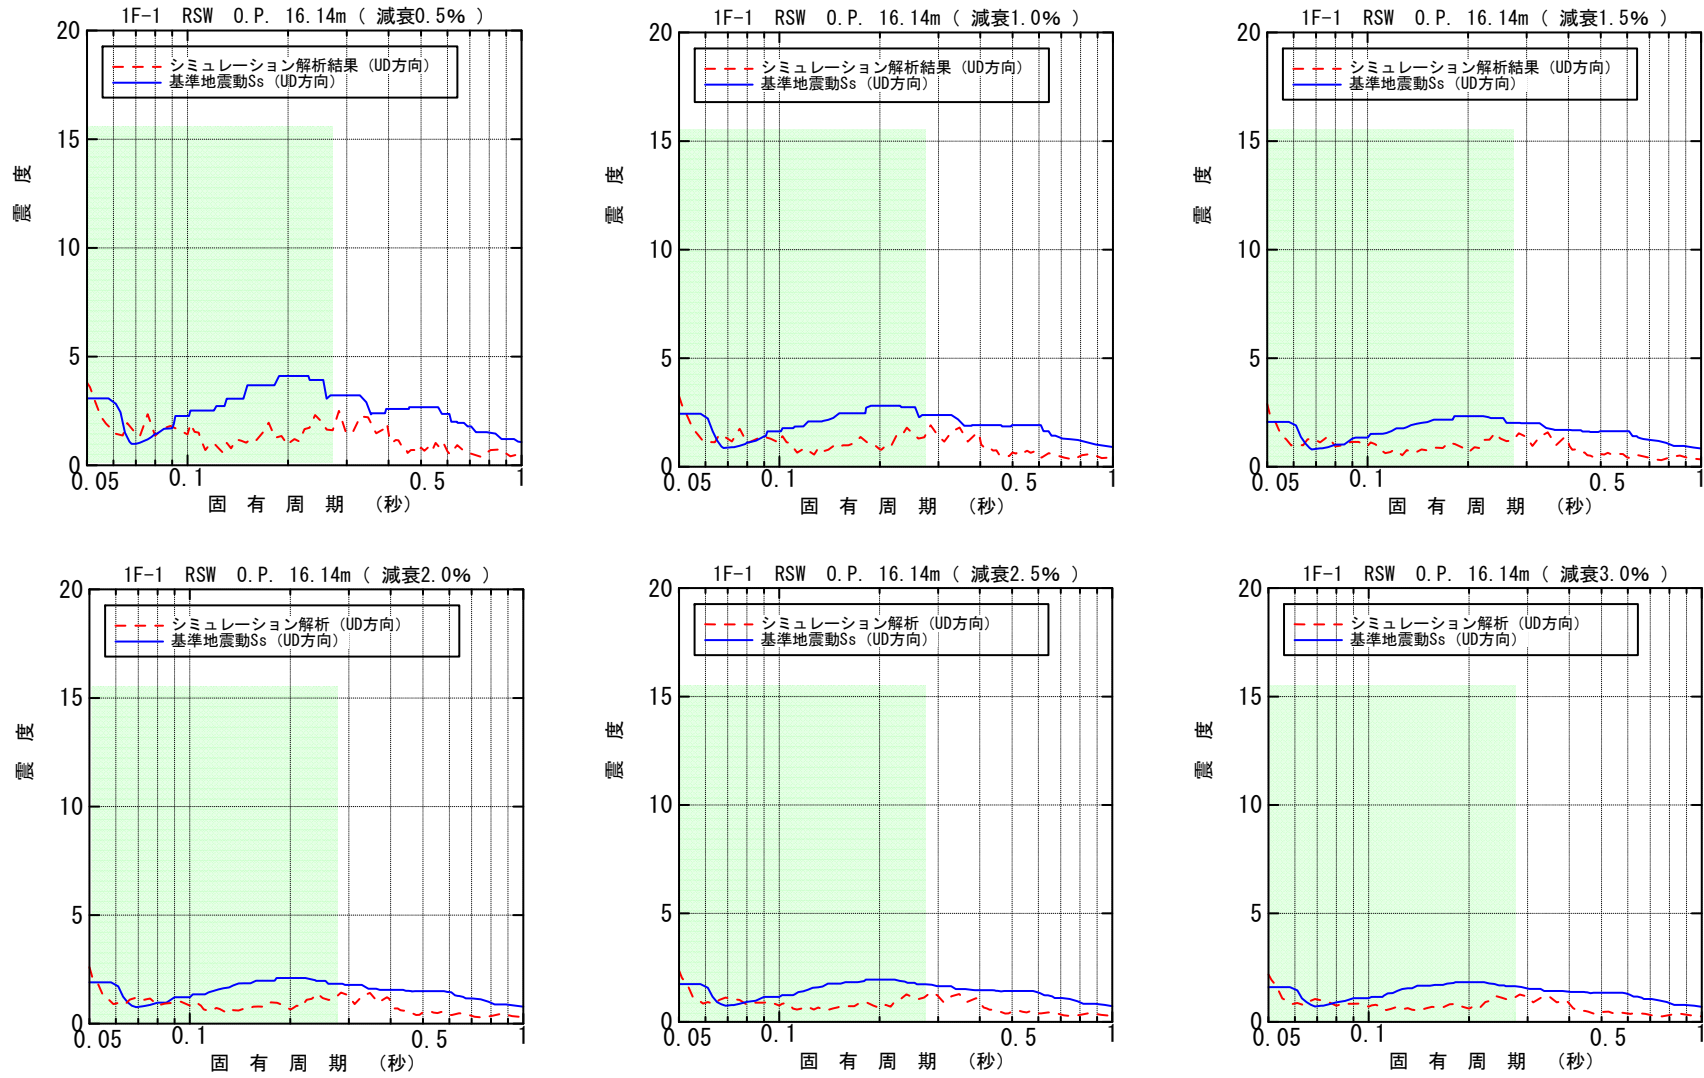 1F-1 RSW O.P. 16.14m ( 減衰0.5% )
20
シミュレーション解析結果 (UD方向)
基準地震動Ss (UD方向)
15
震度
10
5
0
0.05 0.1 0.5 1
固有周期 (秒)
1F-1 RSW O.P. 16.14m ( 減衰1.0% )
20
シミュレーション解析結果 (UD方向)
基準地震動Ss (UD方向)
15
震度
10
5
0
0.05 0.1 0.5 1
固有周期 (秒)
1F-1 RSW O.P. 16.14m ( 減衰1.5% )
20
シミュレーション解析結果 (UD方向)
基準地震動Ss (UD方向)
15
震度
10
5
0
0.05 0.1 0.5 1
固有周期 (秒)
1F-1 RSW O.P. 16.14m ( 減衰2.0% )
20
シミュレーション解析 (UD方向)
基準地震動Ss (UD方向)
15
震度
10
5
0
0.05 0.1 0.5 1
固有周期 (秒)
1F-1 RSW O.P. 16.14m ( 減衰2.5% )
20
シミュレーション解析 (UD方向)
基準地震動Ss (UD方向)
15
震度
10
5
0
0.05 0.1 0.5 1
固有周期 (秒)
1F-1 RSW O.P. 16.14m ( 減衰3.0% )
20
シミュレーション解析 (UD方向)
基準地震動Ss (UD方向)
15
震度
10
5
0
0.05 0.1 0.5 1
固有周期 (秒)